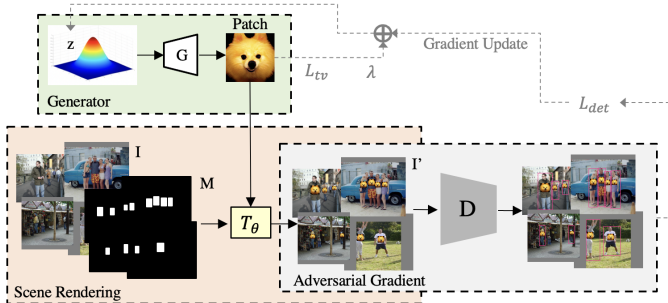 Patch
z
G
L_tv
λ
⊕
Gradient Update
L_det
Generator
I
M
T_θ
I'
D
Scene Rendering
Adversarial Gradient